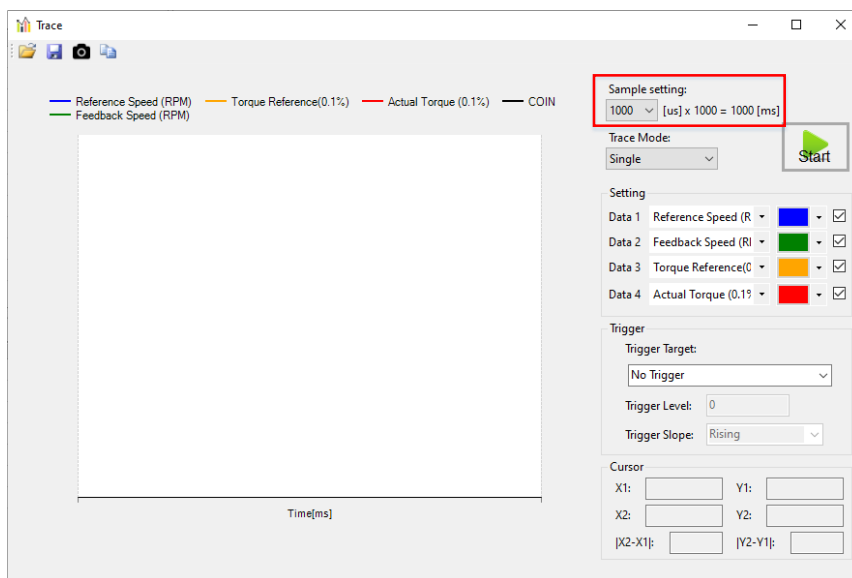 Trace
Reference Speed (RPM)
Torque Reference(0.1%)
Actual Torque (0.1%)
COIN
Feedback Speed (RPM)
Time[ms]
Sample setting:
1000 [us] x 1000 = 1000 [ms]
Trace Mode:
Single
Start
Setting
Data 1 Reference Speed (R
Data 2 Feedback Speed (RI
Data 3 Torque Reference(0
Data 4 Actual Torque (0.1%
Trigger
Trigger Target:
No Trigger
Trigger Level: 0
Trigger Slope: Rising
Cursor
X1: Y1:
X2: Y2:
|X2-X1|: |Y2-Y1|: